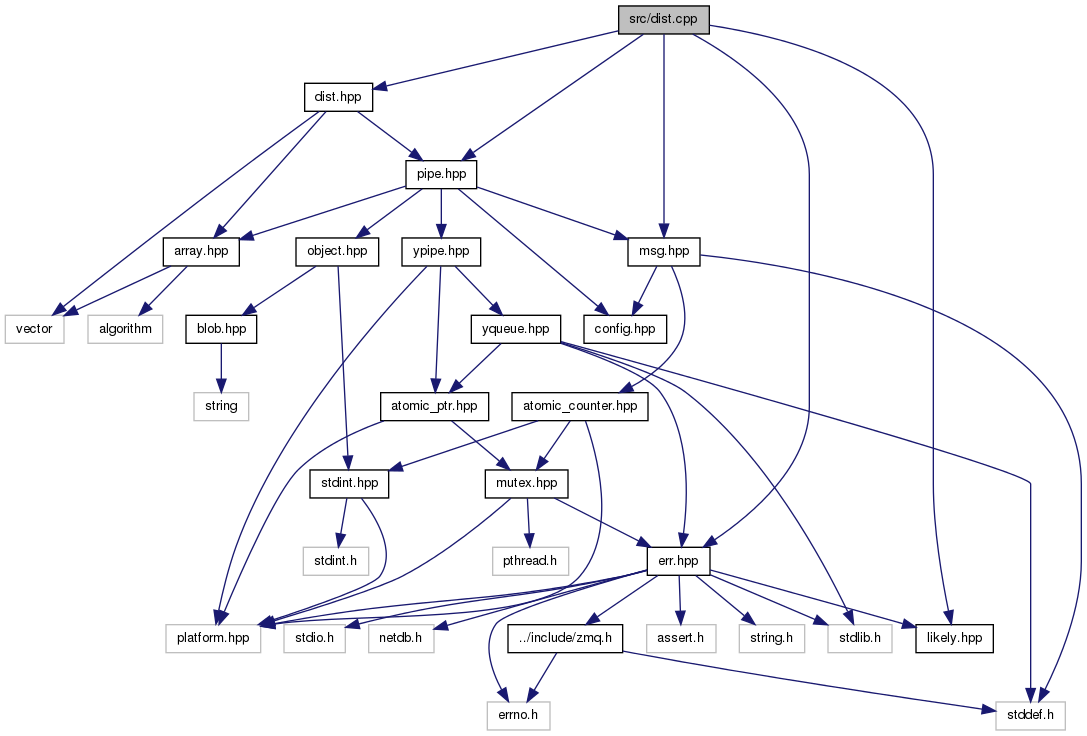 src/dist.cpp
dist.hpp
pipe.hpp
array.hpp
object.hpp
ypipe.hpp
msg.hpp
vector
algorithm
blob.hpp
yqueue.hpp
config.hpp
string
atomic_ptr.hpp
atomic_counter.hpp
stdint.hpp
mutex.hpp
stdint.h
pthread.h
err.hpp
platform.hpp
stdio.h
netdb.h
../include/zmq.h
assert.h
string.h
stdlib.h
likely.hpp
errno.h
stddef.h